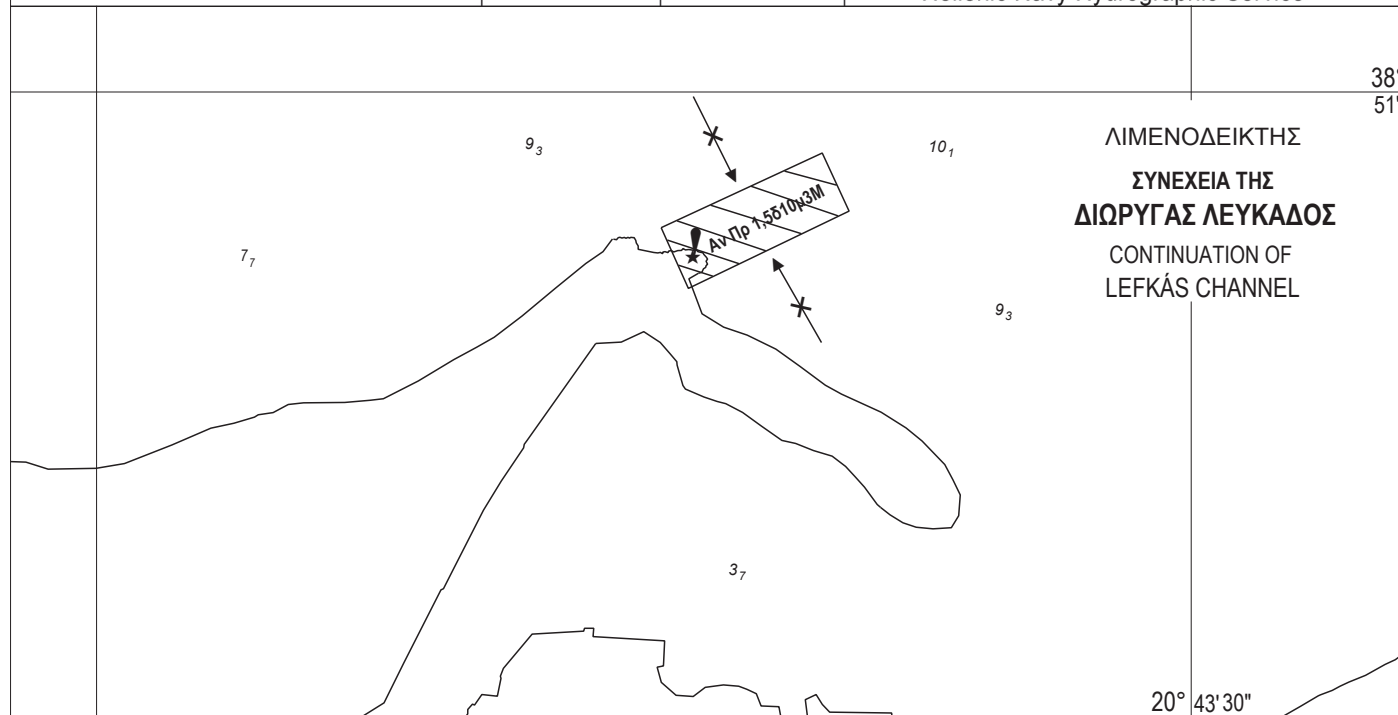 Hellenic Navy Hydrographic Service
38°
51'
9₃
10₁
ΛΙΜΕΝΟΔΕΙΚΤΗΣ
ΣΥΝΕΧΕΙΑ ΤΗΣ
ΔΙΩΡΥΓΑΣ ΛΕΥΚΑΔΟΣ
CONTINUATION OF
LEFKÁS CHANNEL
Αν Πρ 1,5δ10μ3Μ
7₇
9₃
3₇
20° 43' 30"